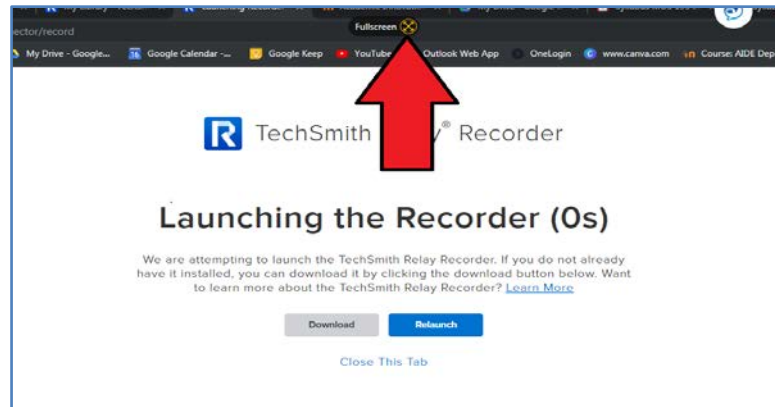 Fullscreen
ector/record
My Drive - Google... 16 Google Calendar -... Google Keep YouTube Outlook Web App OneLogin www.canva.com Course: AIDE Dep
R TechSmith Recorder
Launching the Recorder (0s)
We are attempting to launch the TechSmith Relay Recorder. If you do not already
have it installed, you can download it by clicking the download button below. Want
to learn more about the TechSmith Relay Recorder? Learn More
Download Relaunch
Close This Tab